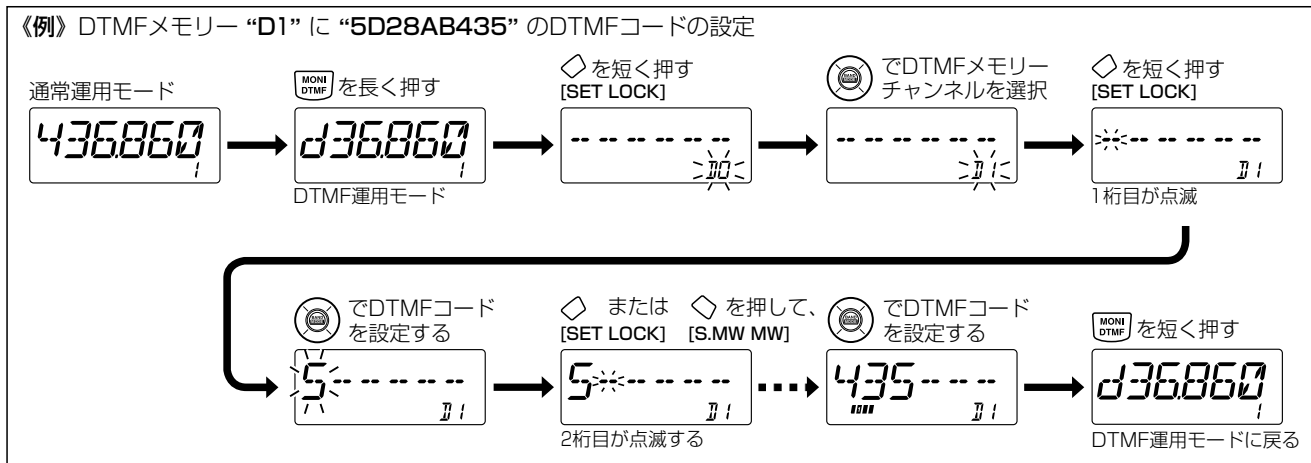 《例》DTMFメモリー “D1” に “5D28AB435” のDTMFコードの設定
通常運用モード
436.860
1
MONI
DTMF を長く押す
d36.860
1
DTMF運用モード
を短く押す
[SET LOCK]
-- -- -- -- -- --
D0
でDTMFメモリー
チャンネルを選択
-- -- -- -- -- --
D1
を短く押す
[SET LOCK]
-- -- -- -- -- --
D1
1桁目が点滅
でDTMFコード
を設定する
5-- -- -- -- --
D1
または を押して、
[SET LOCK] [S.MW MW]
5-- -- -- -- --
D1
2桁目が点滅する
でDTMFコード
を設定する
435-- -- --
D1
MONI
DTMF を短く押す
d36.860
1
DTMF運用モードに戻る